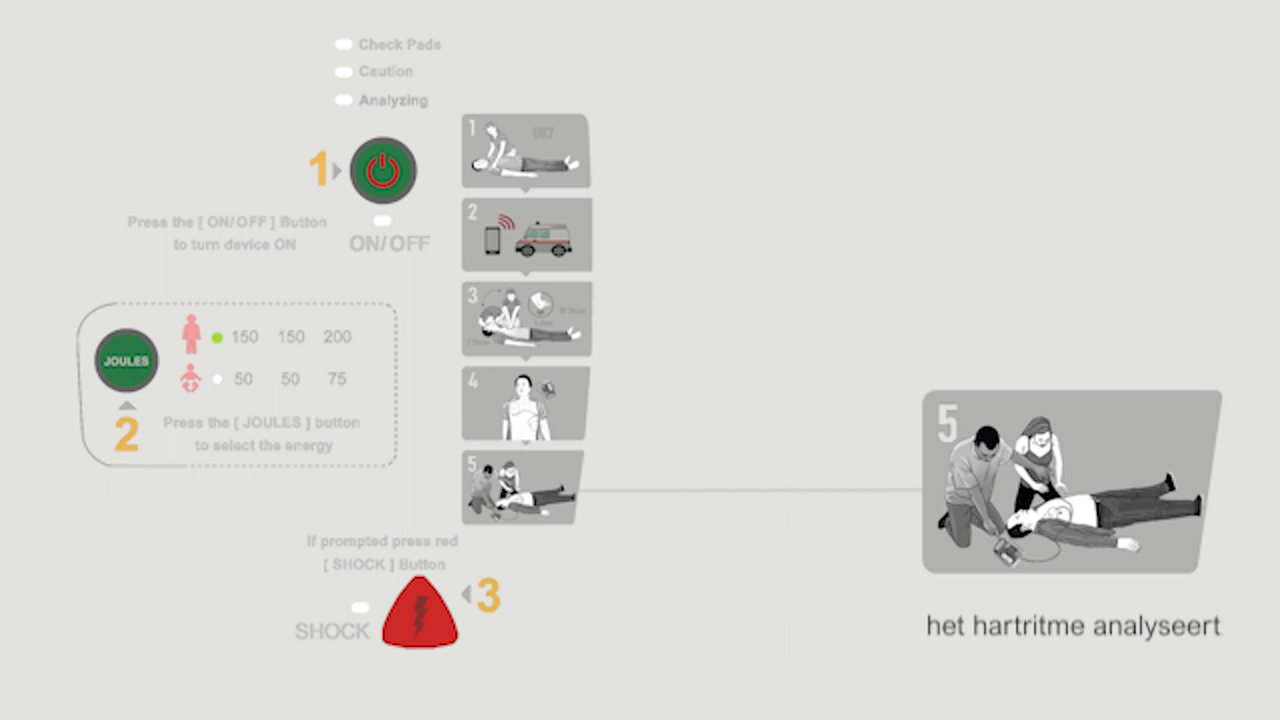 Check Pads
Caution
Analyzing
1
1
Press the [ ON/OFF ] Button
to turn device ON
ON/OFF
2
3
JOULES
150 150 200
50 50 75
2
Press the [ JOULES ] button
to select the energy
4
5
5
If prompted press red
[ SHOCK ] Button
3
SHOCK
het hartritme analyseert